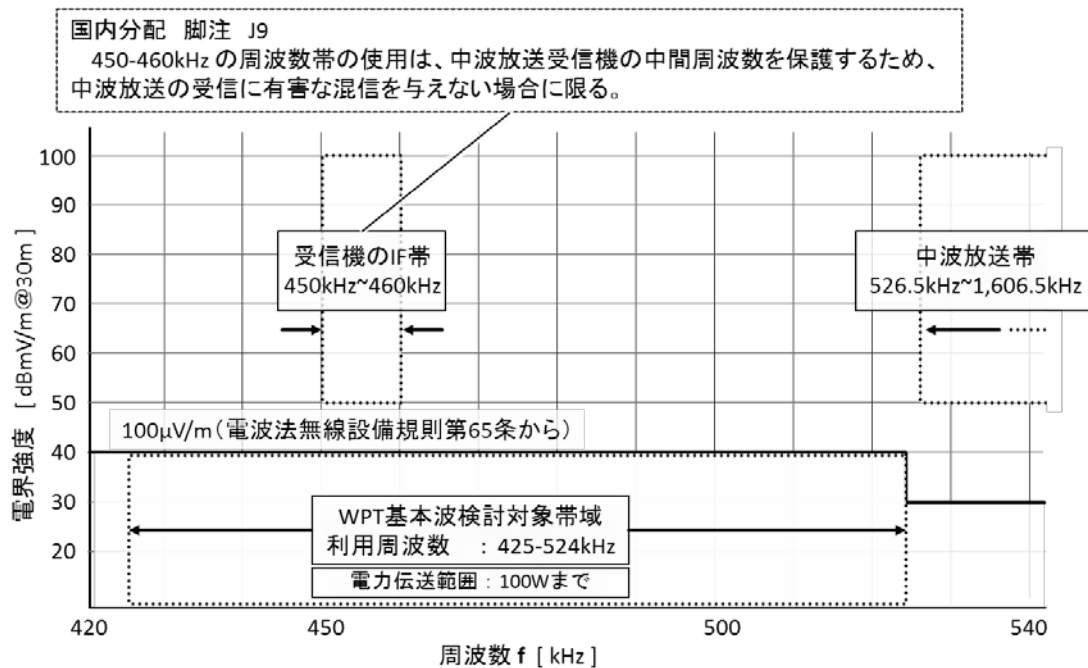 国内分配 脚注 J9
450-460kHz の周波数帯の使用は、中波放送受信機の中間周波数を保護するため、
中波放送の受信に有害な混信を与えない場合に限る。
電界強度 [ dBmV/m@30m ]
100
90
80
70
60
50
40
30
20
受信機のIF帯
450kHz~460kHz
中波放送帯
526.5kHz~1,606.5kHz
100μV/m(電波法無線設備規則第65条から)
WPT基本波検討対象帯域
利用周波数 : 425-524kHz
電力伝送範囲 : 100Wまで
420 450 500 540
周波数 f [ kHz ]